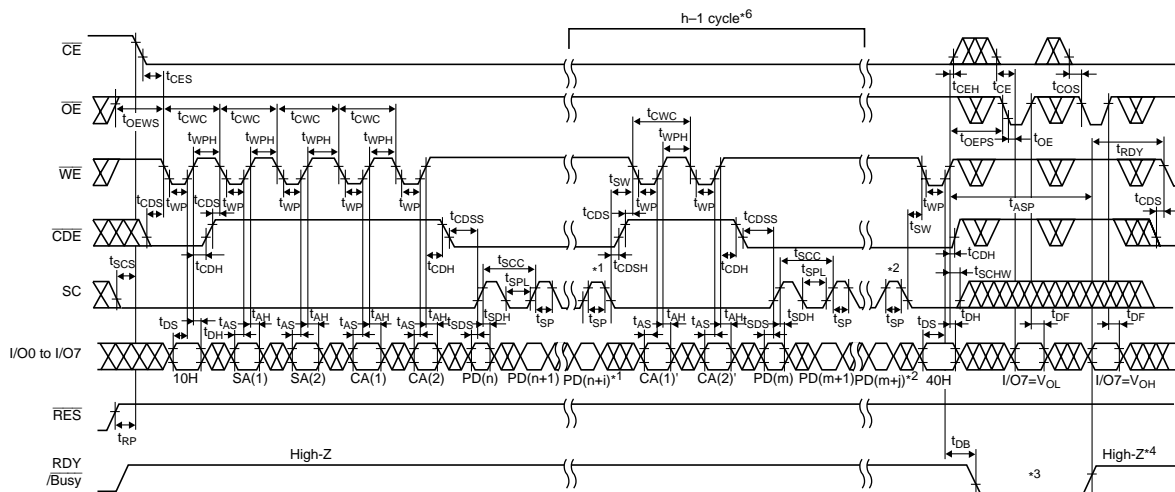 h–1 cycle*6
CE
tCES
tCEH
tCE
tCOS
OE
tOEWS
tCWC tCWC tCWC tCWC
tCWC
tOEPS
tOE
tWPH tWPH tWPH tWPH
tWPH
tRDY
WE
tCDS
tCDS
tWP tWP tWP tWP tWP
tSW
tCDS
tWP tWP
tWP
tASP
tCDS
CDE
tCDSS
tCDSS
tSW
tCDH
tCDH
tCDSH
tCDH
tCDH
tSCS
tSCC
tSCC
tSCHW
SC
tSPL
*1
tSPL
*2
tSP
tSP
tSP
tSP
tDS
tDH
tAS
tAH
tAS
tAH
tAS
tAH
tAS
tAH
tSDS
tSDH
tAS
tAH
tAS
tAH
tSDS
tSDH
tDS
tDH
tDF
tDF
I/O0 to I/O7
10H SA(1) SA(2) CA(1) CA(2) PD(n) PD(n+1) PD(n+i)*1 CA(1)' CA(2)' PD(m) PD(m+1) PD(m+j)*2 40H I/O7=VOL I/O7=VOH
RES
tRP
tDB
RDY
/Busy
High-Z
*3
High-Z*4